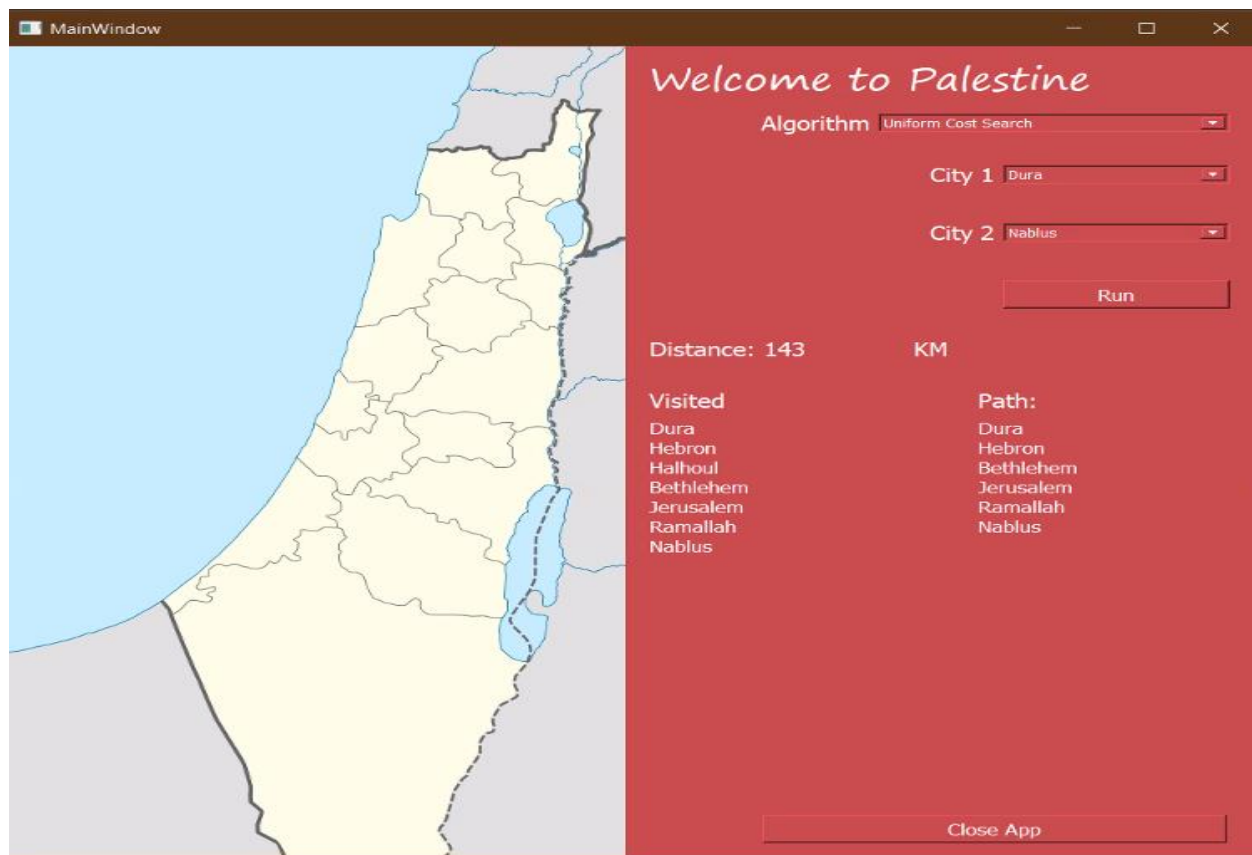 MainWindow
Welcome to Palestine
Algorithm Uniform Cost Search
City 1 Dura
City 2 Nablus
Run
Distance: 143 KM
Visited Path:
Dura Dura
Hebron Hebron
Halhoul Bethlehem
Bethlehem Jerusalem
Jerusalem Ramallah
Ramallah Nablus
Nablus
Close App